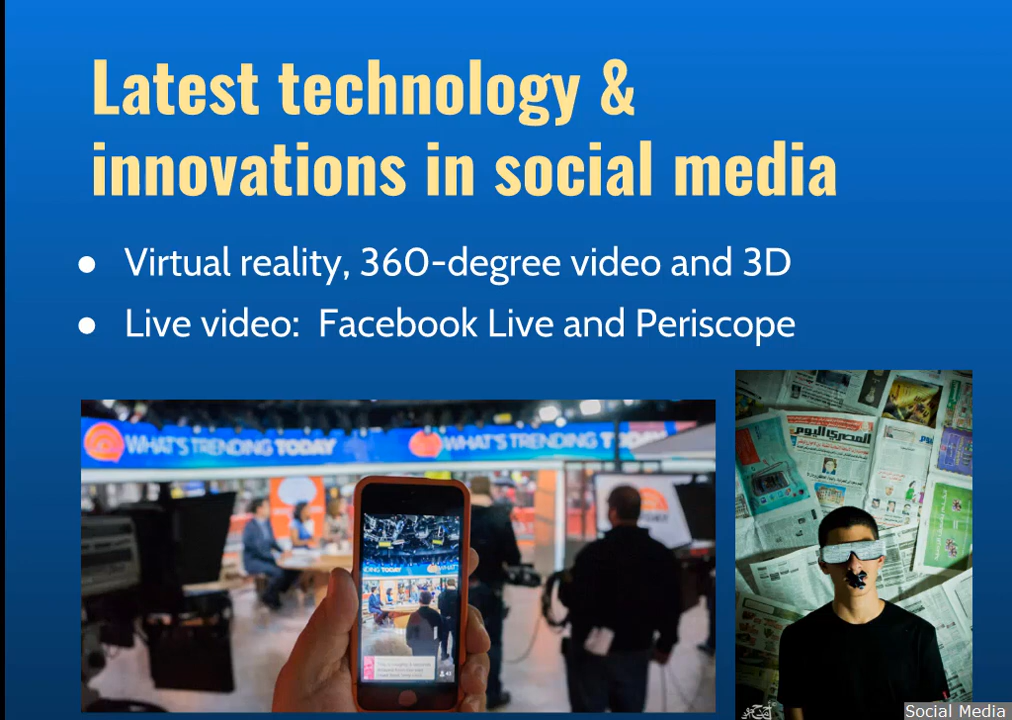 Latest technology &
innovations in social media
● Virtual reality, 360-degree video and 3D
● Live video: Facebook Live and Periscope
WHAT'S TRENDING TODAY
WHAT'S TRENDING T
المصري اليوم
Social Media